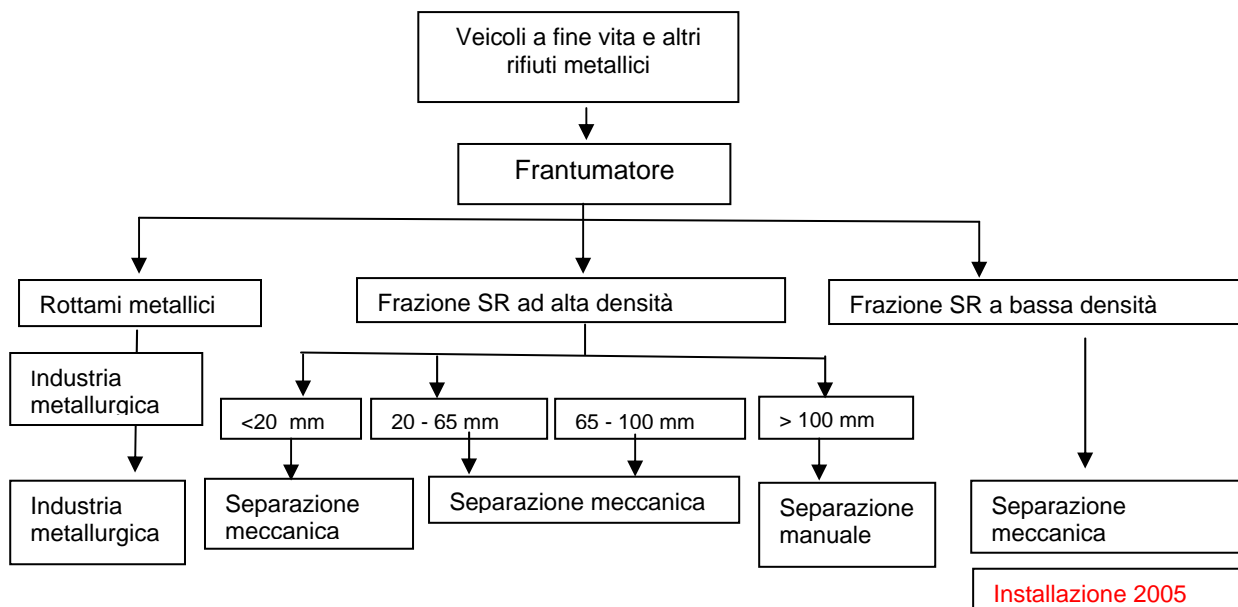 Veicoli a fine vita e altri
rifiuti metallici
Frantumatore
Rottami metallici
Frazione SR ad alta densità
Frazione SR a bassa densità
Industria
metallurgica
<20 mm
20 - 65 mm
65 - 100 mm
> 100 mm
Industria
metallurgica
Separazione
meccanica
Separazione meccanica
Separazione
manuale
Separazione
meccanica
Installazione 2005